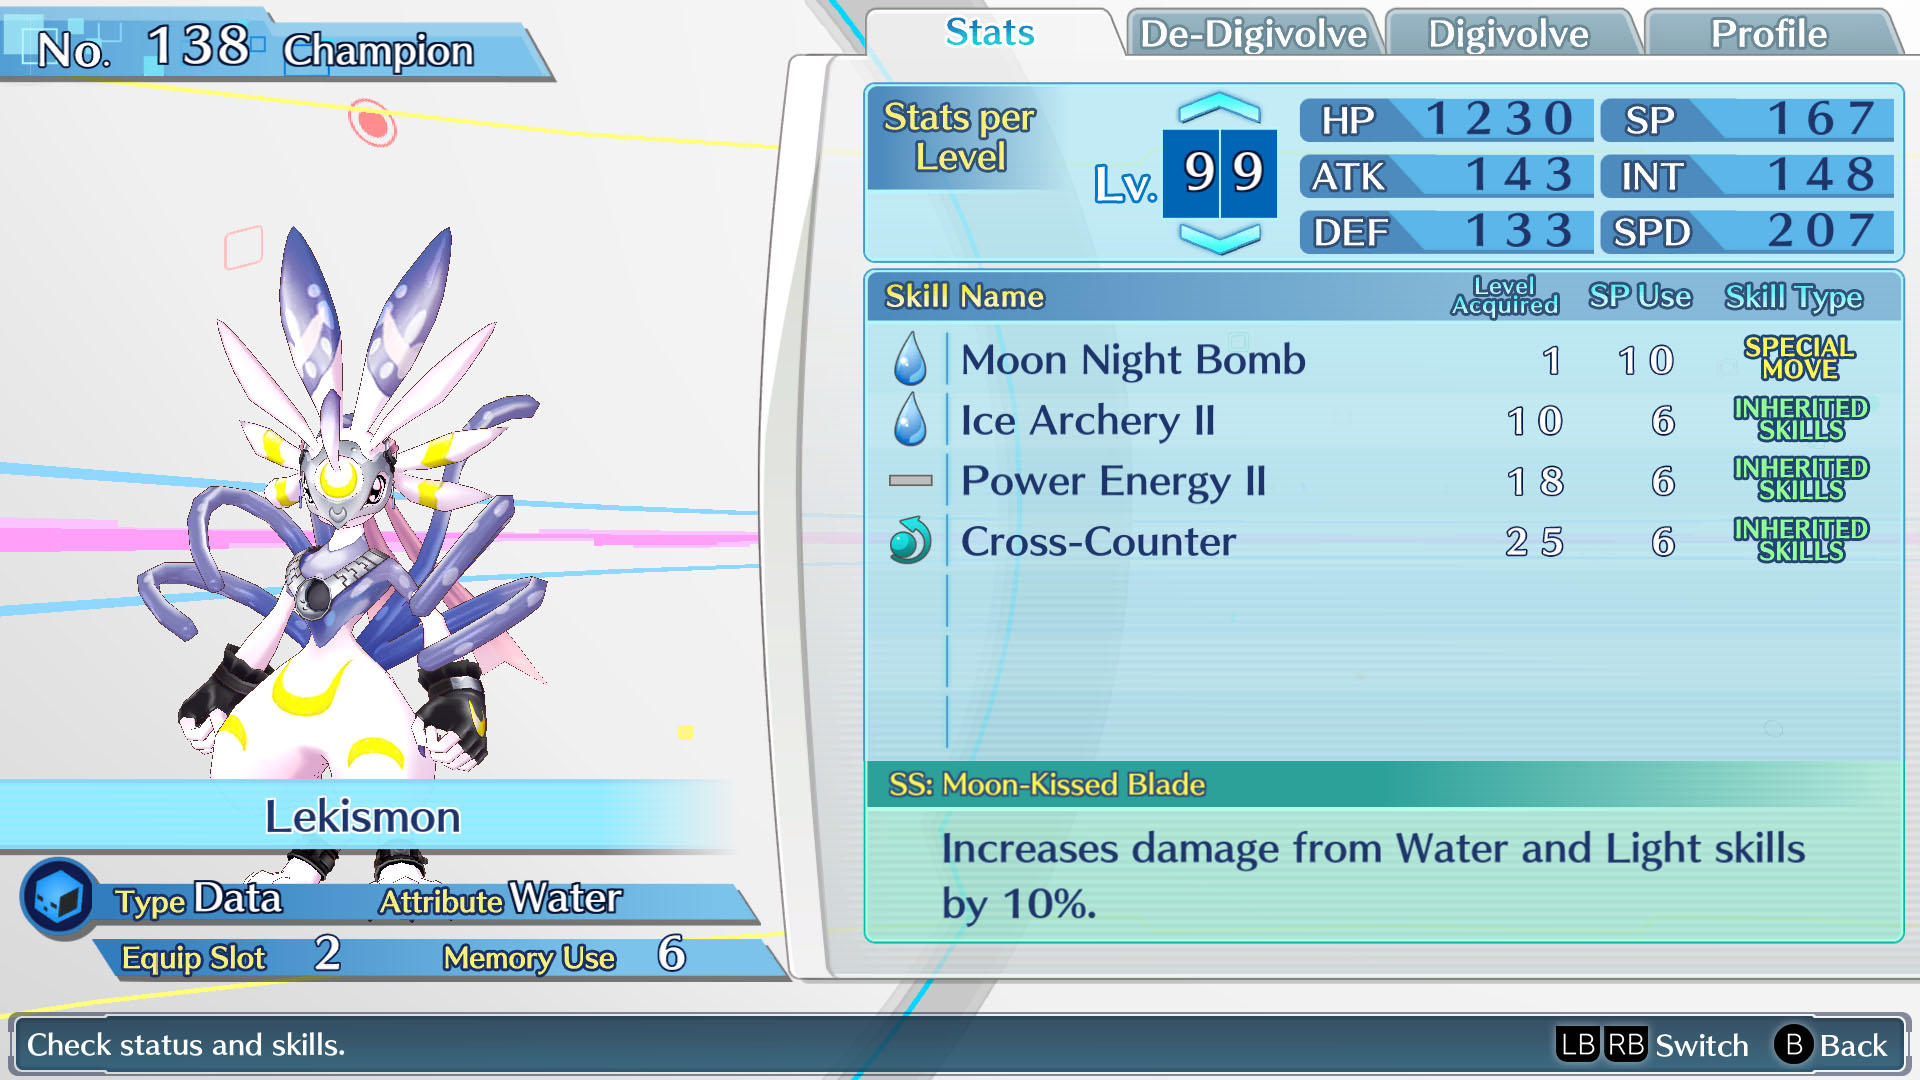 No. 138 Champion
Stats De-Digivolve Digivolve Profile
Stats per
Level
Lv. 99
HP 1230 SP 167
ATK 143 INT 148
DEF 133 SPD 207
Skill Name Level Acquired SP Use Skill Type
Moon Night Bomb 1 10 SPECIAL MOVE
Ice Archery II 10 6 INHERITED SKILLS
Power Energy II 18 6 INHERITED SKILLS
Cross-Counter 25 6 INHERITED SKILLS
SS: Moon-Kissed Blade
Increases damage from Water and Light skills
by 10%.
Lekismon
Type Data Attribute Water
Equip Slot 2 Memory Use 6
Check status and skills.
LB RB Switch B Back